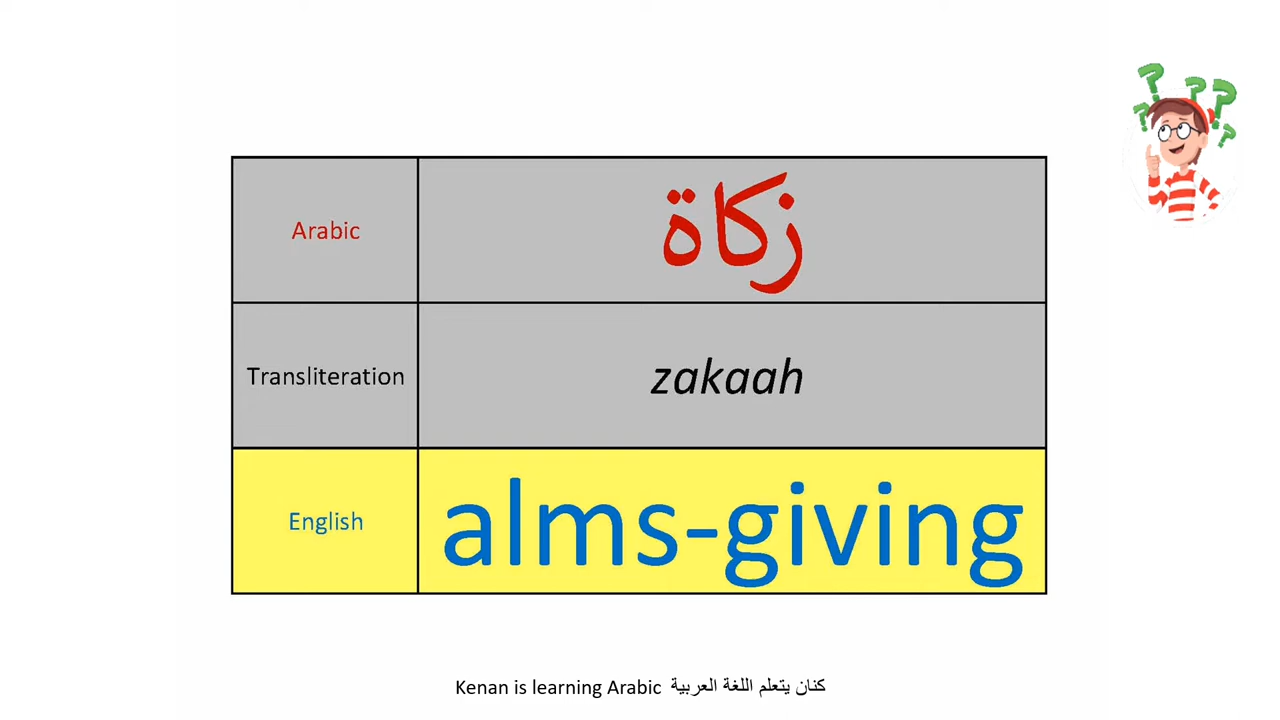 Arabic زكاة
Transliteration zakaah
English alms-giving
Kenan is learning Arabic كنان يتعلم اللغة العربية